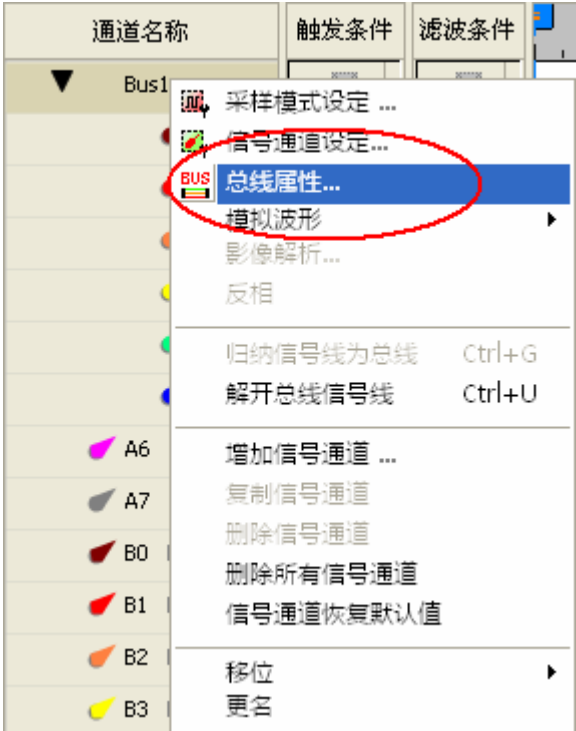 通道名称 触发条件 滤波条件
Bus1
采样模式设定 ...
信号通道设定...
BUS 总线属性...
模拟波形
影像解析...
反相
归纳信号线为总线 Ctrl+G
解开总线信号线 Ctrl+U
A6 增加信号通道 ...
A7 复制信号通道
删除信号通道
B0 删除所有信号通道
B1 信号通道恢复默认值
B2 移位
B3 更名